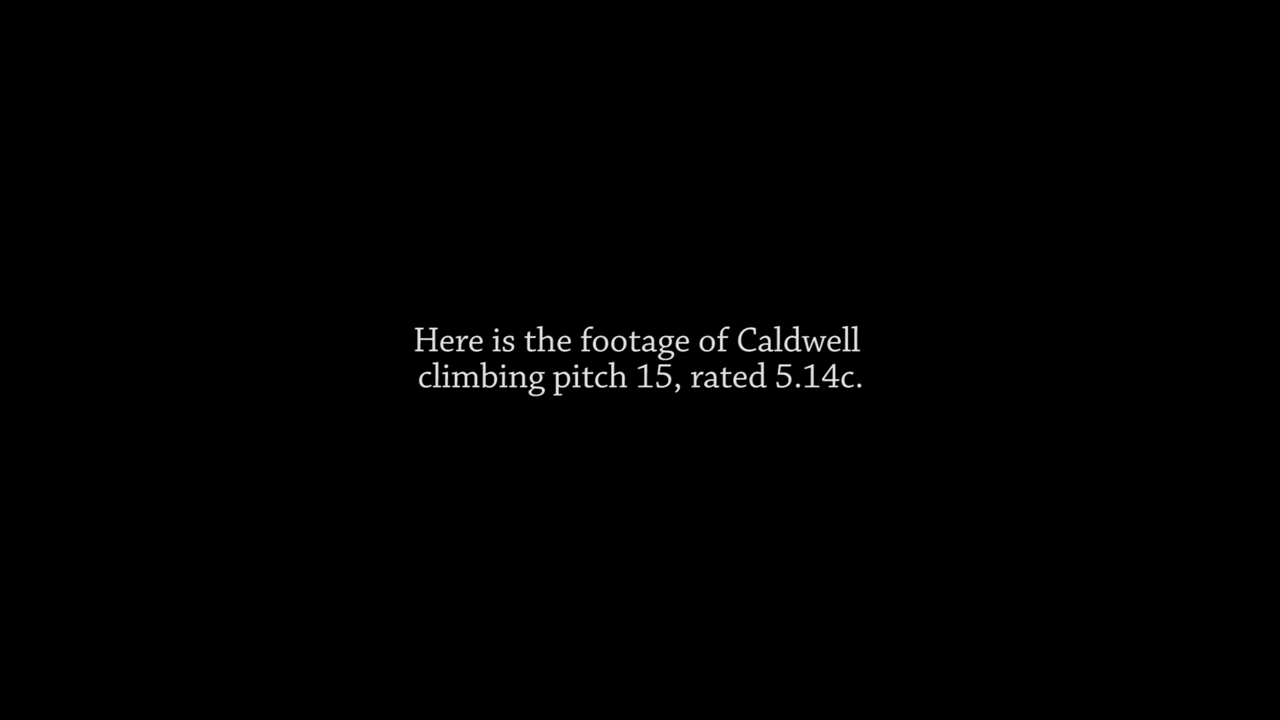 Here is the footage of Caldwell
climbing pitch 15, rated 5.14c.